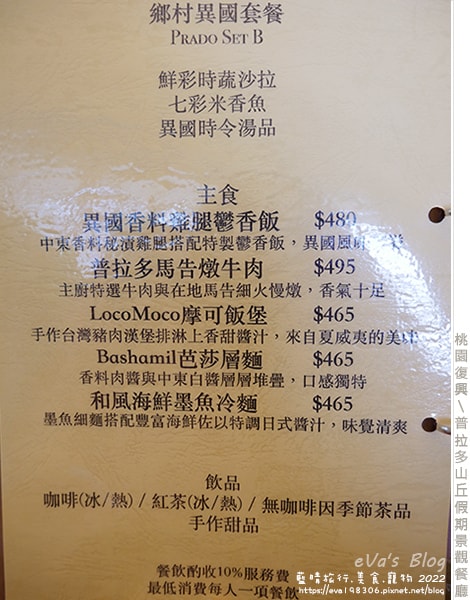 鄉村異國套餐
PRADO SET B
鮮彩時蔬沙拉
七彩米香魚
異國時令湯品
主食
異國香料雞腿鬱香飯 $480
中東香料秘漬雞腿搭配特製鬱香飯,異國風味
普拉多馬告燉牛肉 $495
主廚特選牛肉與在地馬告細火慢燉,香氣十足
LocoMoco摩可飯堡 $465
手作台灣豬肉漢堡排淋上香甜醬汁,來自夏威夷的美味
Bashamil芭莎層麵 $465
香料肉醬與中東白醬層層堆疊,口感獨特
和風海鮮墨魚冷麵 $465
墨魚細麵搭配豐富海鮮佐以特調日式醬汁,味覺清爽
飲品
咖啡(冰/熱) / 紅茶(冰/熱) / 無咖啡因季節茶品
手作甜品
餐飲酌收10%服務費
最低消費每人一項餐飲
eVa's Blog
藍晴旅行.美食.寵物 2022
https://eva198306.pixnet.net/blog
桃園復興\普拉多山丘假期景觀餐廳